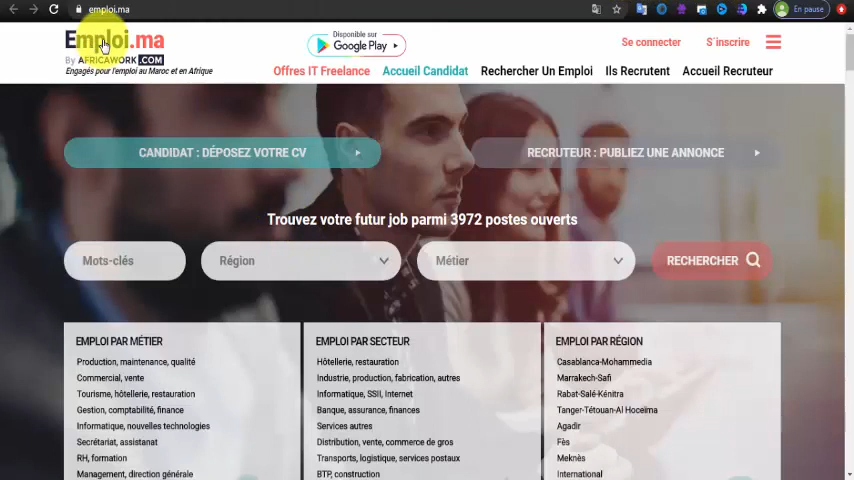 emploi.ma
En pause
Emploi.ma
By AFRICAWORK.COM
Engagés pour l'emploi au Maroc et en Afrique
Disponible sur
Google Play
Se connecter
S´inscrire
Offres IT Freelance
Accueil Candidat
Rechercher Un Emploi
Ils Recrutent
Accueil Recruteur
CANDIDAT : DÉPOSEZ VOTRE CV
RECRUTEUR : PUBLIEZ UNE ANNONCE
Trouvez votre futur job parmi 3972 postes ouverts
Mots-clés
Région
Métier
RECHERCHER
EMPLOI PAR MÉTIER
Production, maintenance, qualité
Commercial, vente
Tourisme, hôtellerie, restauration
Gestion, comptabilité, finance
Informatique, nouvelles technologies
Secrétariat, assistanat
RH, formation
Management, direction générale
EMPLOI PAR SECTEUR
Hôtellerie, restauration
Industrie, production, fabrication, autres
Informatique, SSII, Internet
Banque, assurance, finances
Services autres
Distribution, vente, commerce de gros
Transports, logistique, services postaux
BTP, construction
EMPLOI PAR RÉGION
Casablanca-Mohammedia
Marrakech-Safi
Rabat-Salé-Kénitra
Tanger-Tétouan-Al Hoceïma
Agadir
Fès
Meknès
International